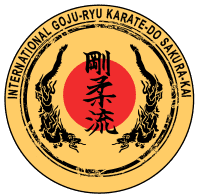 INTERNATIONAL GOJU-RYU KARATE-DO SAKURA-KAI
剛柔流